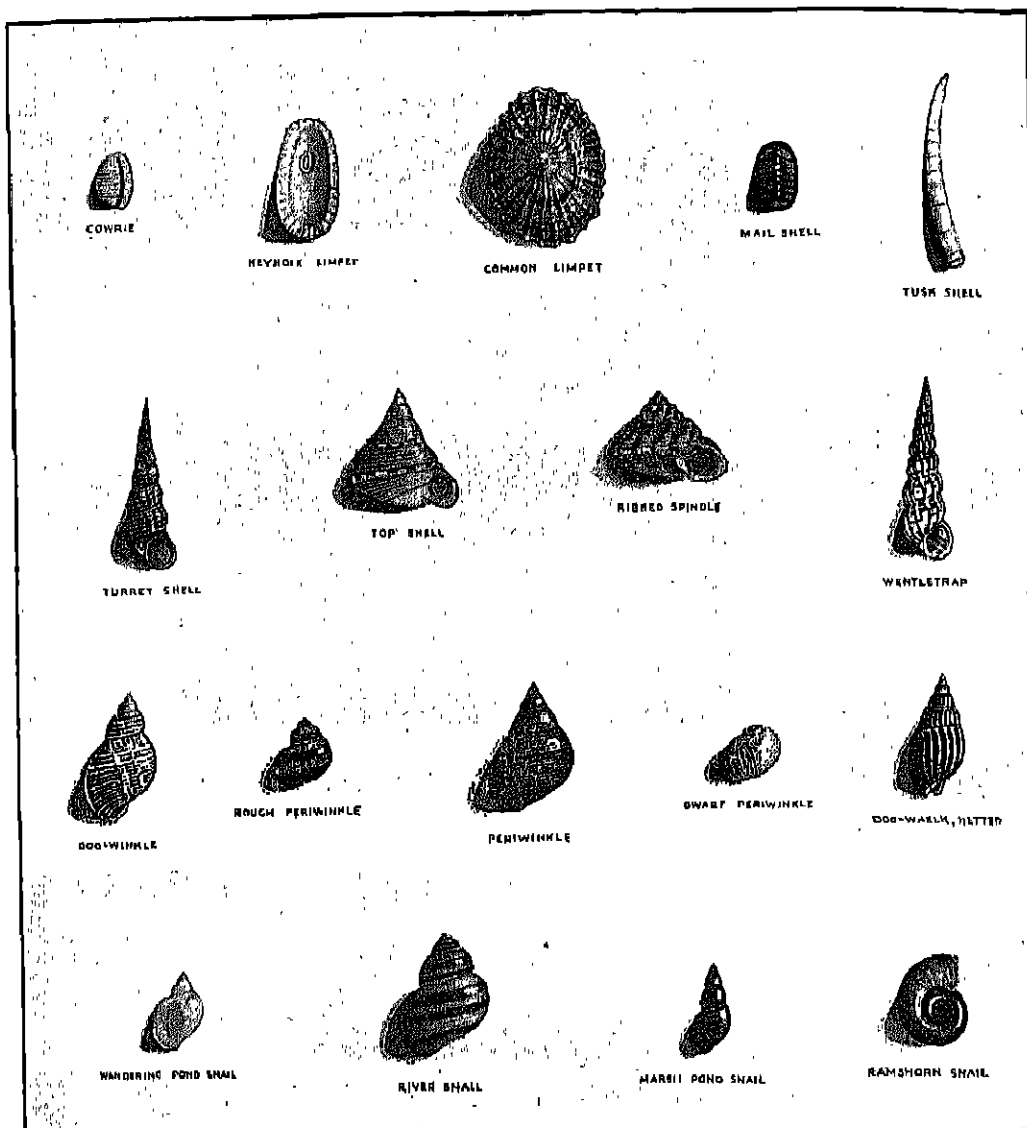 COWRIE
KEYHOLE LIMPET
COMMON LIMPET
MAIL SHELL
TUSK SHELL
TURRET SHELL
TOP SHELL
RIBBED SPINDLE
WENTLETRAP
DOG-WINKLE
ROUGH PERIWINKLE
PERIWINKLE
DWARF PERIWINKLE
DOG-WHELK, NETTED
WANDERING POND SNAIL
RIVER SNAIL
MARSH POND SNAIL
RAMSHORN SNAIL